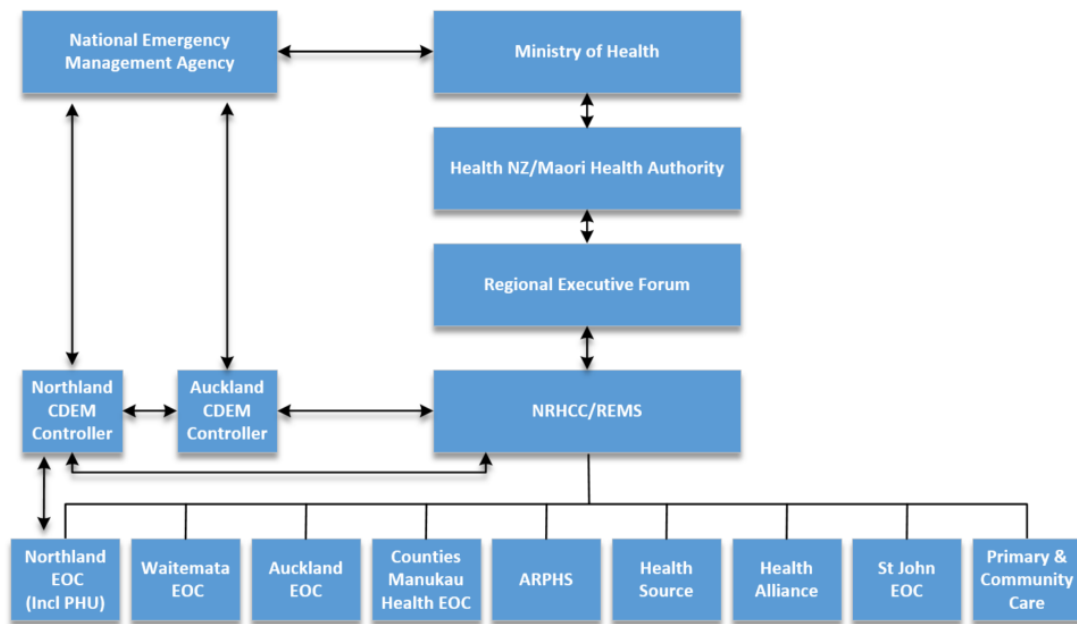 National Emergency
Management Agency
Ministry of Health
Health NZ/Maori Health Authority
Regional Executive Forum
Northland
CDEM
Controller
Auckland
CDEM
Controller
NRHCC/REMS
Northland
EOC
(Incl PHU)
Waitemata
EOC
Auckland
EOC
Counties
Manukau
Health EOC
ARPHS
Health
Source
Health
Alliance
St John
EOC
Primary &
Community
Care